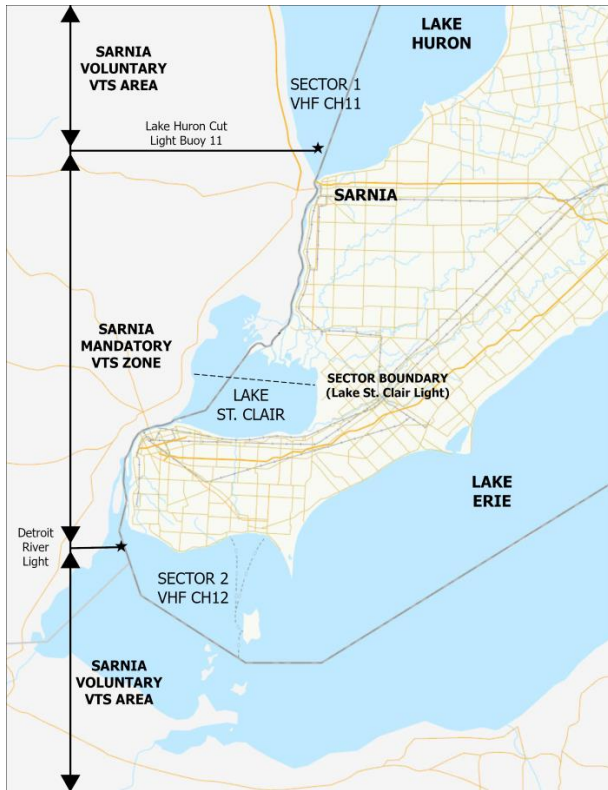 LAKE
HURON
SARNIA
VOLUNTARY
VTS AREA
SECTOR 1
VHF CH11
Lake Huron Cut
Light Buoy 11
SARNIA
SARNIA
MANDATORY
VTS ZONE
SECTOR BOUNDARY
(Lake St. Clair Light)
LAKE
ST. CLAIR
LAKE
ERIE
Detroit
River
Light
SECTOR 2
VHF CH12
SARNIA
VOLUNTARY
VTS AREA